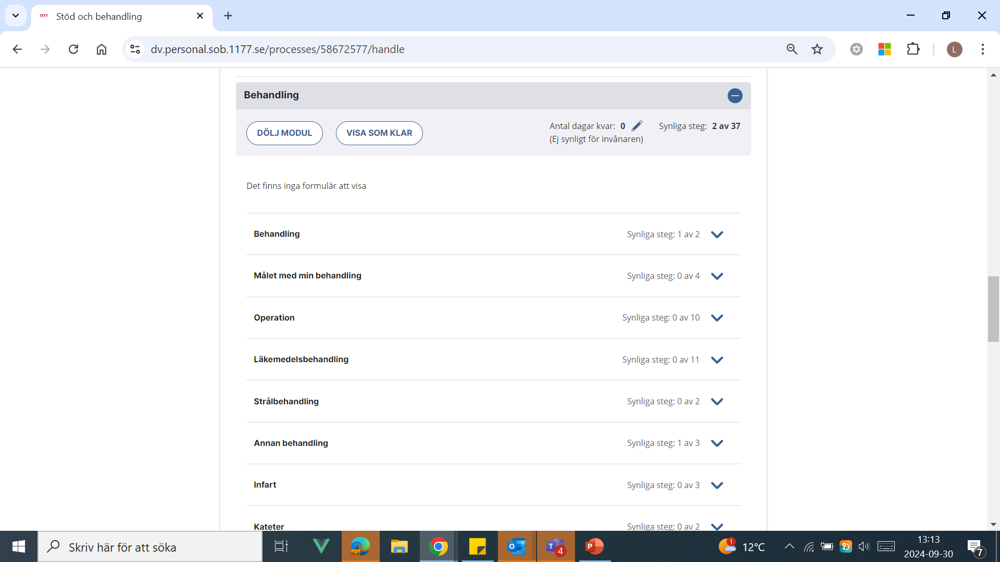 1177 Stöd och behandling
dv.personal.sob.1177.se/processes/58672577/handle
L
Behandling
DÖLJ MODUL
VISA SOM KLAR
Antal dagar kvar: 0
(Ej synligt för invånaren)
Synliga steg: 2 av 37
Det finns inga formulär att visa
Behandling
Synliga steg: 1 av 2
Målet med min behandling
Synliga steg: 0 av 4
Operation
Synliga steg: 0 av 10
Läkemedelsbehandling
Synliga steg: 0 av 11
Strålbehandling
Synliga steg: 0 av 2
Annan behandling
Synliga steg: 1 av 3
Infart
Synliga steg: 0 av 3
Kateter
Synliga steg: 0 av 2
Skriv här för att söka
4
P
1
12°C
13:13
2024-09-30
7